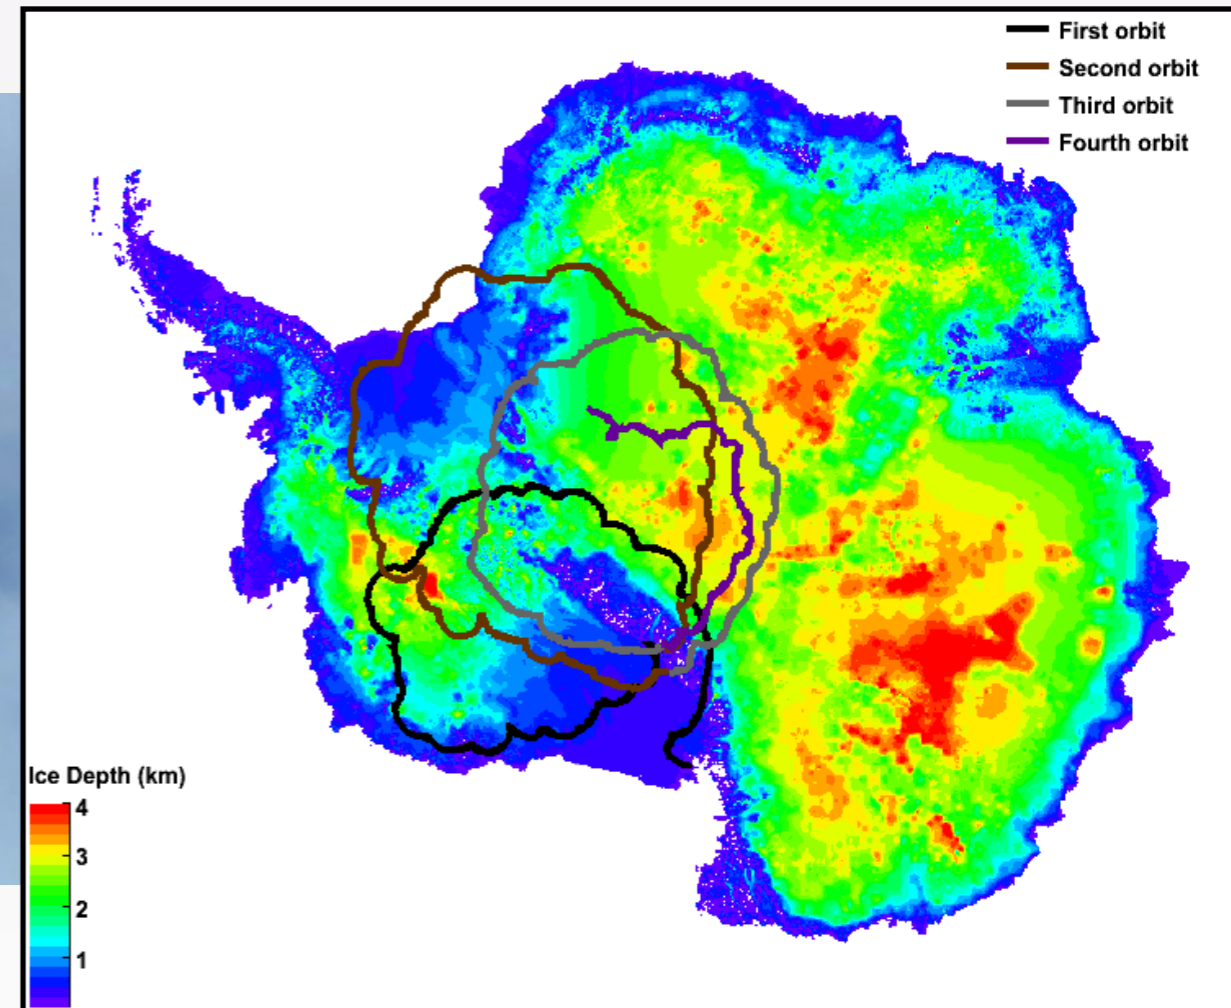 First orbit
Second orbit
Third orbit
Fourth orbit
Ice Depth (km)
4
3
2
1